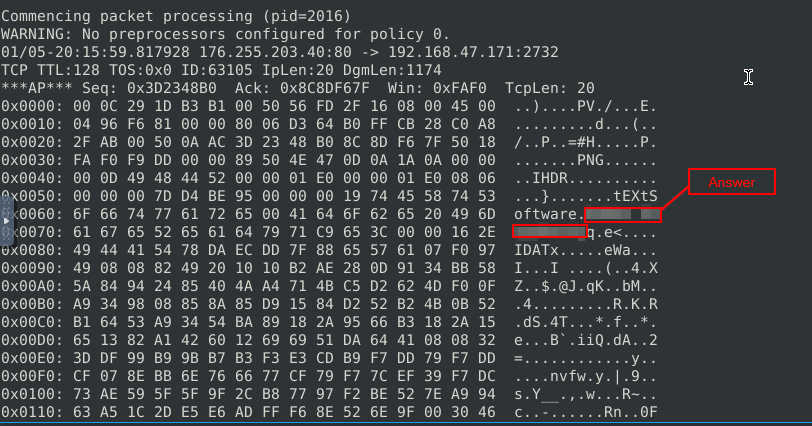 Commencing packet processing (pid=2016)
WARNING: No preprocessors configured for policy 0.
01/05-20:15:59.817928 176.255.203.40:80 -> 192.168.47.171:2732
TCP TTL:128 TOS:0x0 ID:63105 IpLen:20 DgmLen:1174
***AP*** Seq: 0x3D2348B0  Ack: 0x8C8DF67F  Win: 0xFAF0  TcpLen: 20
0x0000: 00 0C 29 1D B3 B1 00 50 56 FD 2F 16 08 00 45 00  ..)....PV./...E.
0x0010: 04 96 F6 81 00 00 80 06 D3 64 B0 FF CB 28 C0 A8  .........d...(..
0x0020: 2F AB 00 50 0A AC 3D 23 48 B0 8C 8D F6 7F 50 18  /..P..=#H.....P.
0x0030: FA F0 F9 DD 00 00 89 50 4E 47 0D 0A 1A 0A 00 00  .......PNG......
0x0040: 00 0D 49 48 44 52 00 00 01 E0 00 00 01 E0 08 06  ..IHDR..........
0x0050: 00 00 00 7D D4 BE 95 00 00 00 19 74 45 58 74 53  ...}.......tEXtS
0x0060: 6F 66 74 77 61 72 65 00 41 64 6F 62 65 20 49 6D  oftware.
Answer
0x0070: 61 67 65 52 65 61 64 79 71 C9 65 3C 00 00 16 2E  q.e<....
0x0080: 49 44 41 54 78 DA EC DD 7F 88 65 57 61 07 F0 97  IDATx.....eWa...
0x0090: 49 08 08 82 49 20 10 10 B2 AE 28 0D 91 34 BB 58  I...I ....(..4.X
0x00A0: 5A 84 94 24 85 40 4A A4 71 4B C5 D2 62 4D F0 0F  Z..$.@J.qK..bM..
0x00B0: A9 34 98 08 85 8A 85 D9 15 84 D2 52 B2 4B 0B 52  .4.........R.K.R
0x00C0: B1 64 53 A9 34 54 BA 89 18 2A 95 66 B3 18 2A 15  .dS.4T...*.f..*.
0x00D0: 65 13 82 A1 42 60 12 69 69 51 DA 64 41 08 08 32  e...B`.iiQ.dA..2
0x00E0: 3D DF 99 B9 9B B7 B3 F3 E3 CD B9 F7 DD 79 F7 DD  =............y..
0x00F0: CF 07 8E BB 6E 76 66 77 CF 79 F7 7C EF 39 F7 DC  ....nvfw.y.|.9..
0x0100: 73 AE 59 5F 5F 9F 2C B8 77 97 F2 BE 52 7E A9 94  s.Y__.,.w...R~..
0x0110: 63 A5 1C 2D E5 E6 AD FF F6 8E 52 6E 9F 00 30 46  c..-......Rn..0F